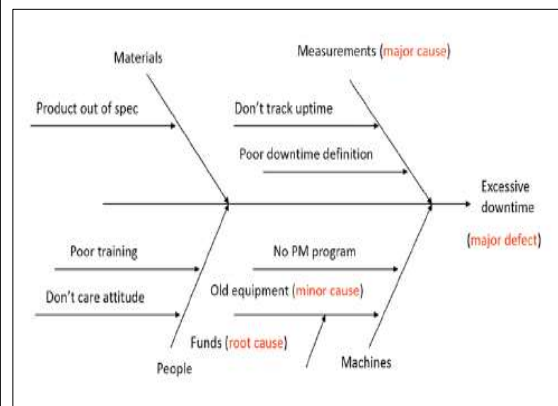 Measurements (major cause)
Materials
Product out of spec
Don't track uptime
Poor downtime definition
Excessive
downtime
(major defect)
Poor training
No PM program
Don't care attitude
Old equipment (minor cause)
Funds (root cause)
People
Machines